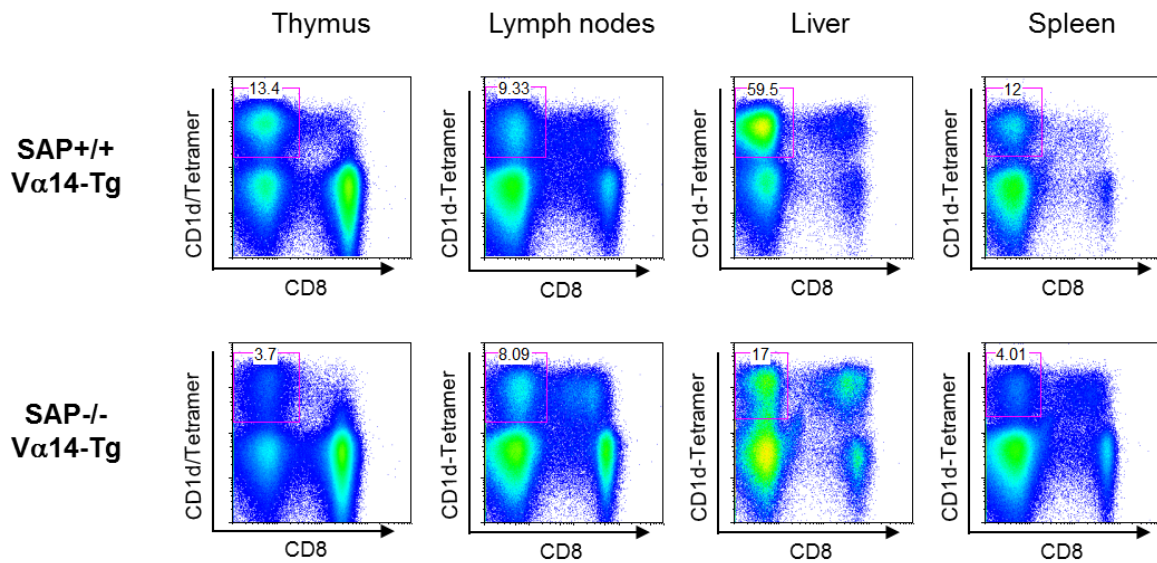 Thymus Lymph nodes Liver Spleen
SAP+/+
Vα14-Tg
13.4
CD1d/Tetramer
CD8
9.33
CD1d-Tetramer
CD8
59.5
CD1d-Tetramer
CD8
12
CD1d-Tetramer
CD8
SAP-/-
Vα14-Tg
3.7
CD1d/Tetramer
CD8
8.09
CD1d-Tetramer
CD8
17
CD1d-Tetramer
CD8
4.01
CD1d-Tetramer
CD8